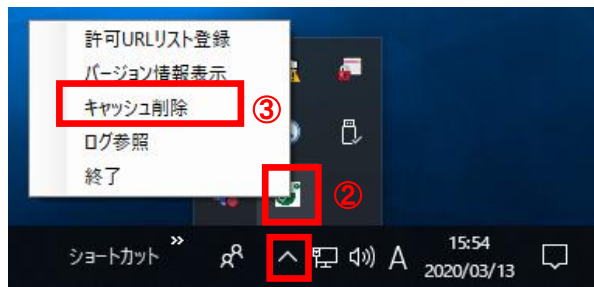 許可URLリスト登録
バージョン情報表示
キャッシュ削除
③
ログ参照
終了
②
ショートカット
»
A
15:54
2020/03/13